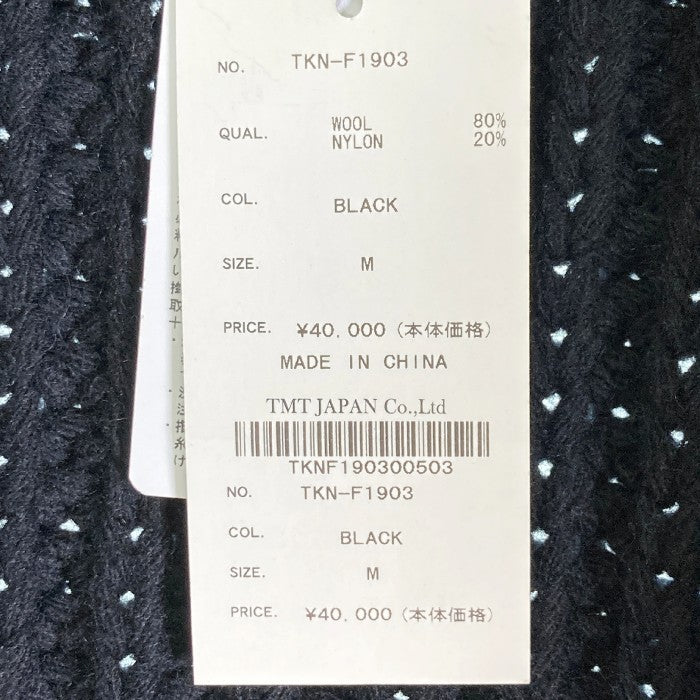 NO. TKN-F1903
QUAL. WOOL 80%
NYLON 20%
COL. BLACK
SIZE. M
PRICE. ¥40,000 (本体価格)
MADE IN CHINA
TMT JAPAN Co.,Ltd
TKNF190300503
NO. TKN-F1903
COL. BLACK
SIZE. M
PRICE. ¥40,000 (本体価格)